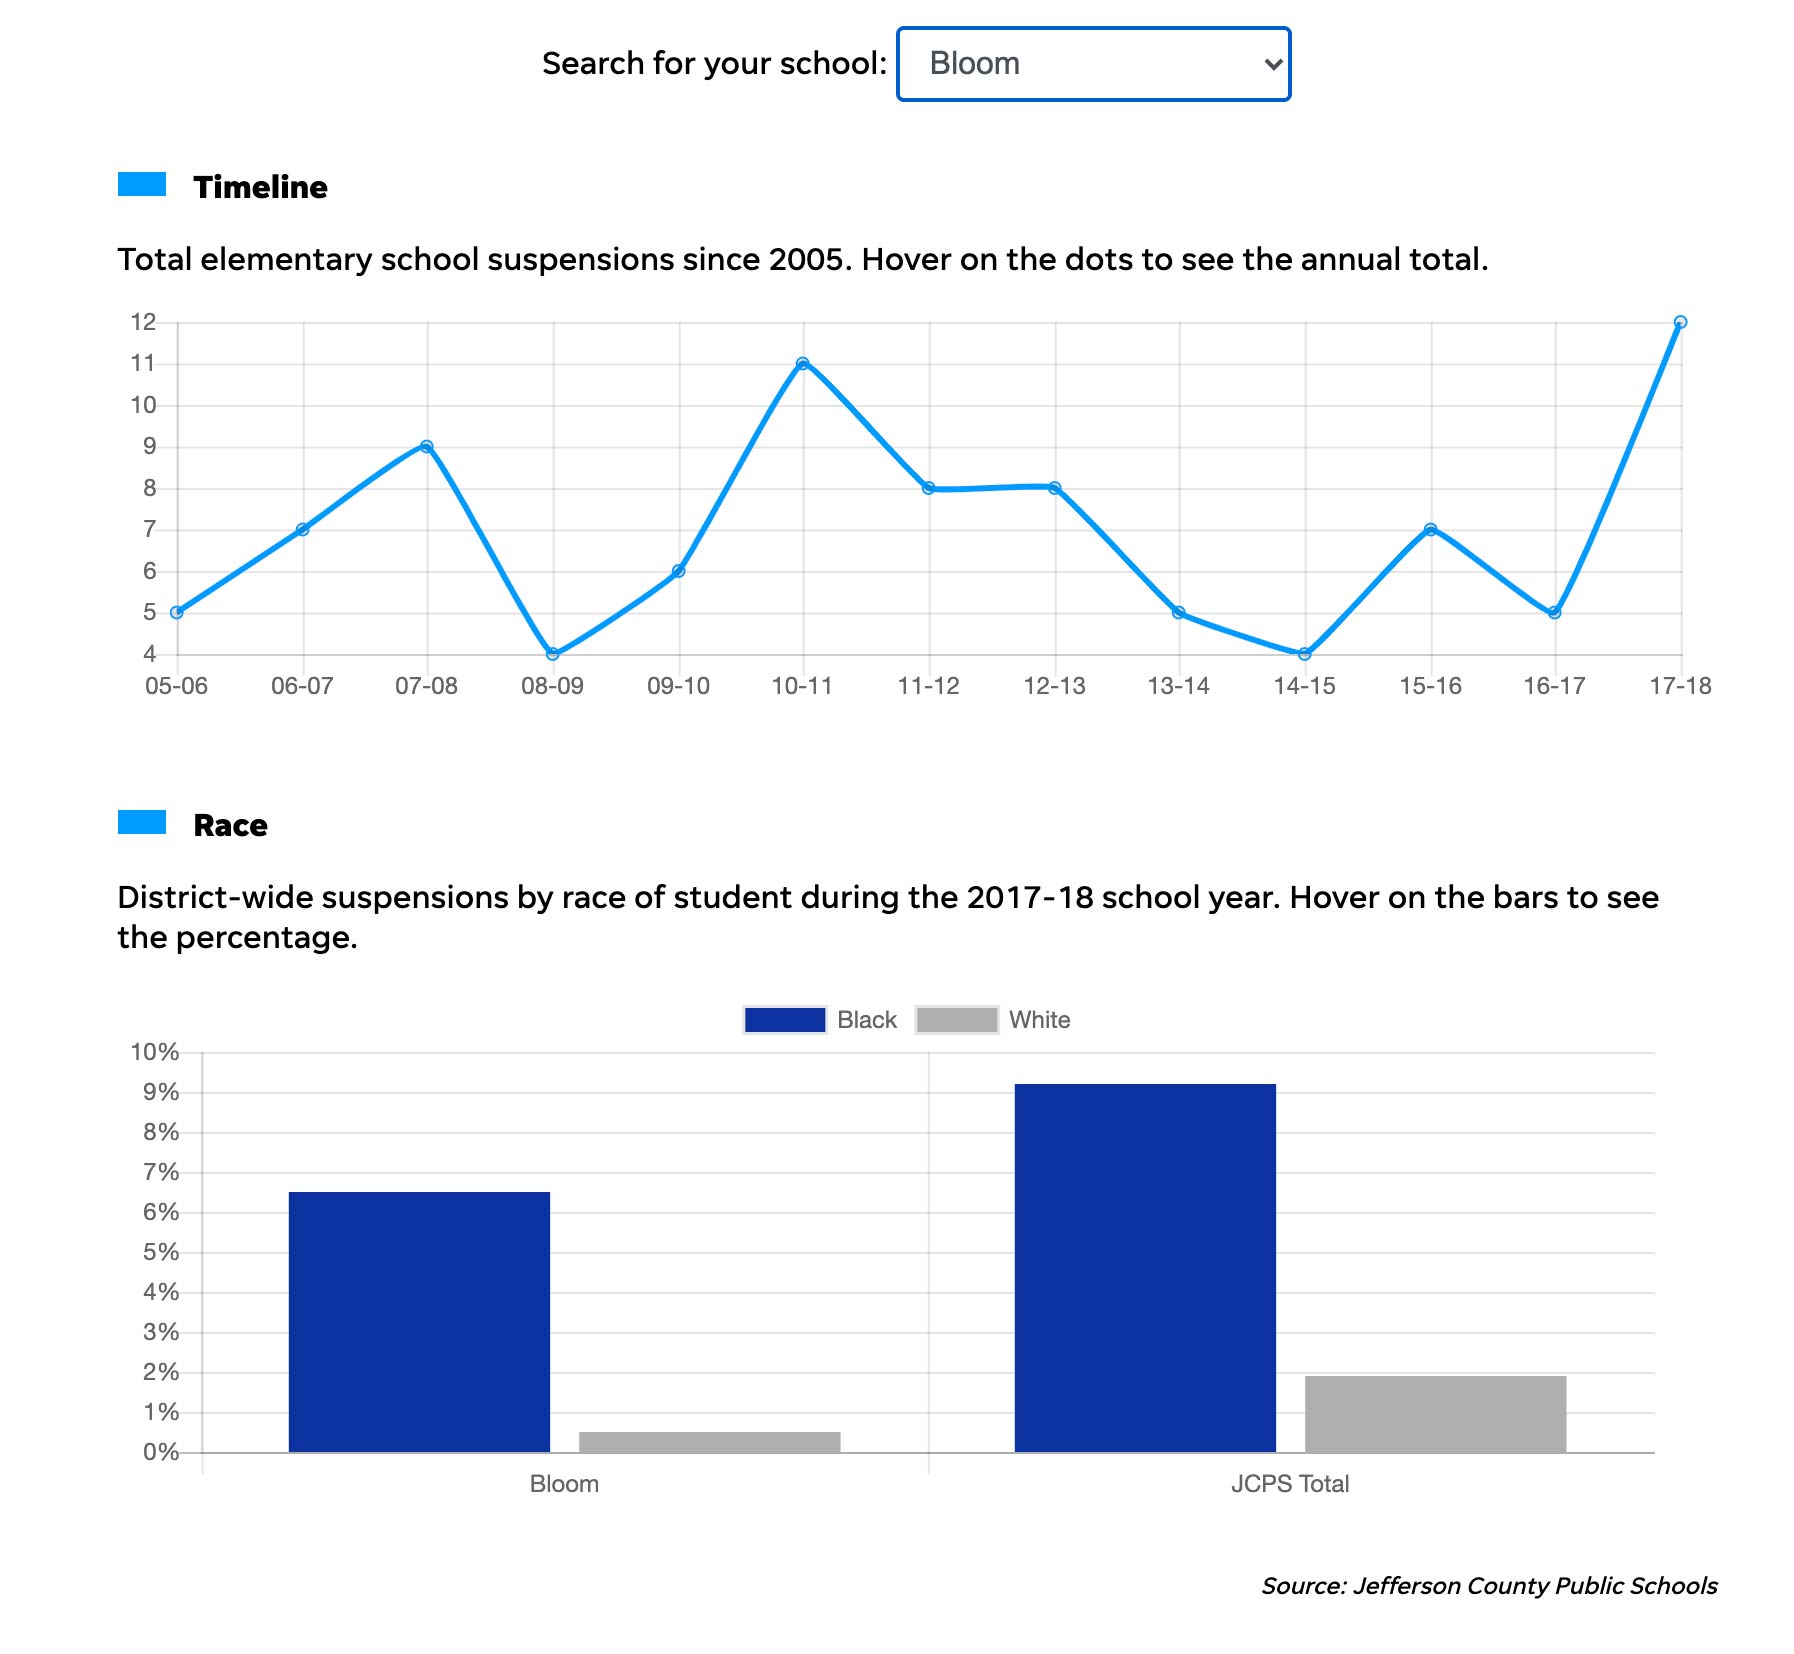 Search for your school: Bloom
Timeline
Total elementary school suspensions since 2005. Hover on the dots to see the annual total.
12
11
10
9
8
7
6
5
4
05-06 06-07 07-08 08-09 09-10 10-11 11-12 12-13 13-14 14-15 15-16 16-17 17-18
Race
District-wide suspensions by race of student during the 2017-18 school year. Hover on the bars to see
the percentage.
Black White
10%
9%
8%
7%
6%
5%
4%
3%
2%
1%
0%
Bloom JCPS Total
Source: Jefferson County Public Schools